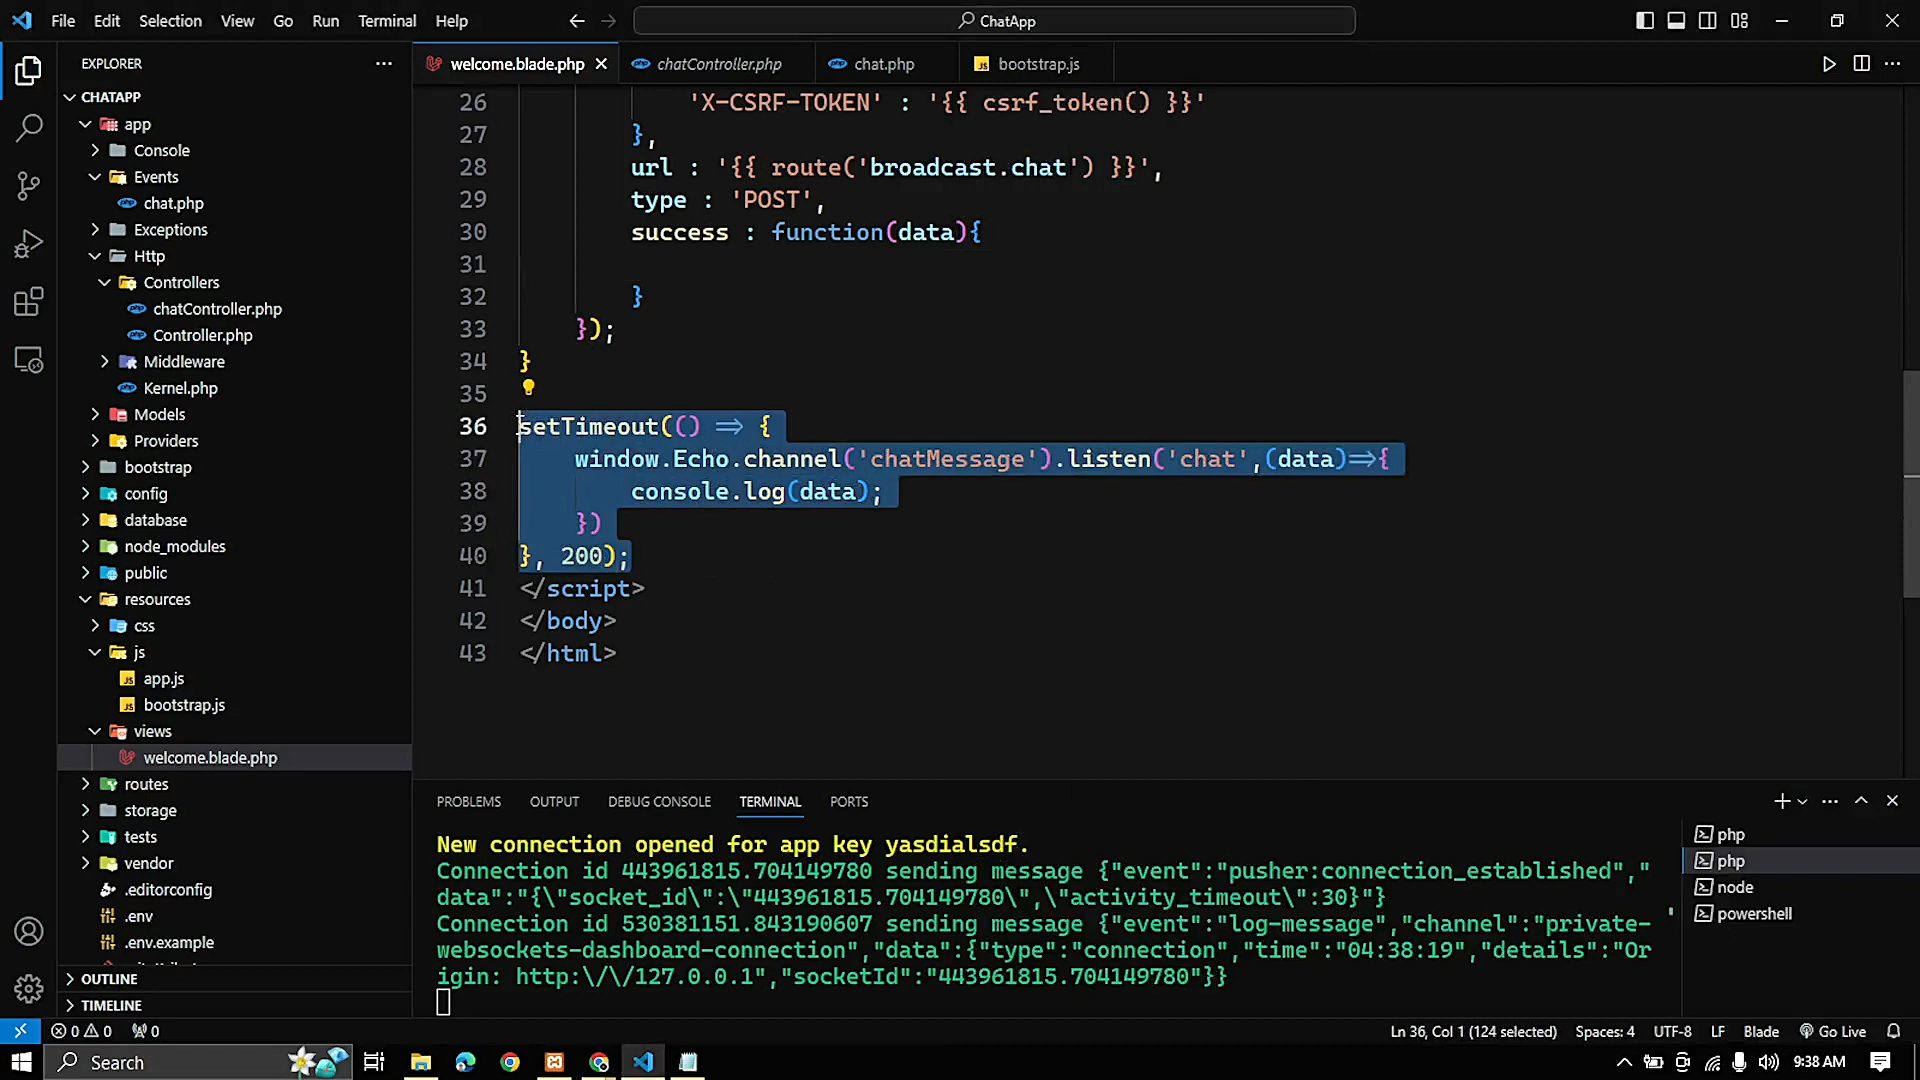 File Edit Selection View Go Run Terminal Help
ChatApp
EXPLORER
welcome.blade.php
chatController.php
chat.php
JS bootstrap.js
CHATAPP
app
Console
Events
chat.php
Exceptions
Http
Controllers
chatController.php
Controller.php
Middleware
Kernel.php
Models
Providers
bootstrap
config
database
node_modules
public
resources
css
js
JS app.js
JS bootstrap.js
views
welcome.blade.php
routes
storage
tests
vendor
.editorconfig
.env
.env.example
OUTLINE
TIMELINE
26 'X-CSRF-TOKEN' : '{{ csrf_token() }}'
27 },
28 url : '{{ route('broadcast.chat') }}',
29 type : 'POST',
30 success : function(data){
31
32 }
33 });
34 }
35
36 setTimeout(() => {
37 window.Echo.channel('chatMessage').listen('chat',(data)=>{
38 console.log(data);
39 })
40 }, 200);
41 </script>
42 </body>
43 </html>
PROBLEMS OUTPUT DEBUG CONSOLE TERMINAL PORTS
New connection opened for app key yasdialsdf.
Connection id 443961815.704149780 sending message {"event":"pusher:connection_established","
data":"{\"socket_id\":\"443961815.704149780\",\"activity_timeout\":30}"}
Connection id 530381151.843190607 sending message {"event":"log-message","channel":"private-
websockets-dashboard-connection","data":{"type":"connection","time":"04:38:19","details":"Or
igin: http:\/\/127.0.0.1","socketId":"443961815.704149780"}}
php
php
node
powershell
0 0 0
Ln 36, Col 1 (124 selected) Spaces: 4 UTF-8 LF Blade Go Live
Search
9:38 AM